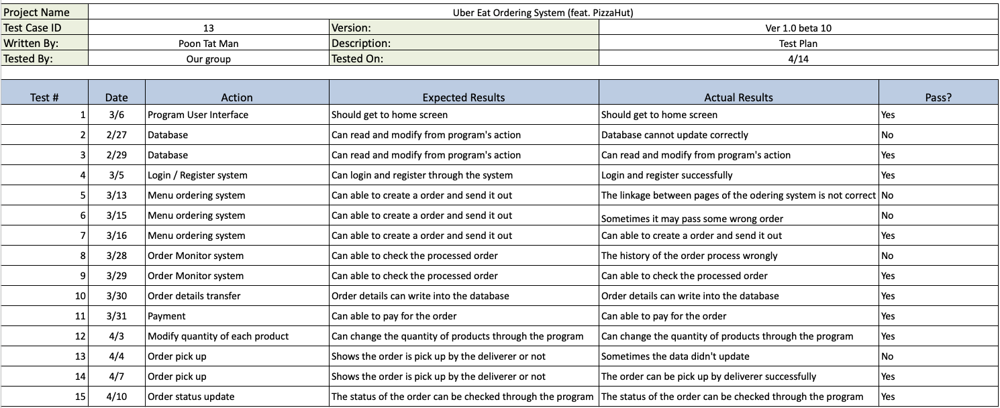 Project Name Uber Eat Ordering System (feat. PizzaHut)
Test Case ID 13 Version: Ver 1.0 beta 10
Written By: Poon Tat Man Description: Test Plan
Tested By: Our group Tested On: 4/14
Test # Date Action Expected Results Actual Results Pass?
1 3/6 Program User Interface Should get to home screen Should get to home screen Yes
2 2/27 Database Can read and modify from program's action Database cannot update correctly No
3 2/29 Database Can read and modify from program's action Can read and modify from program's action Yes
4 3/5 Login / Register system Can login and register through the system Login and register successfully Yes
5 3/13 Menu ordering system Can able to create a order and send it out The linkage between pages of the odering system is not correct No
6 3/15 Menu ordering system Can able to create a order and send it out Sometimes it may pass some wrong order No
7 3/16 Menu ordering system Can able to create a order and send it out Can able to create a order and send it out Yes
8 3/28 Order Monitor system Can able to check the processed order The history of the order process wrongly No
9 3/29 Order Monitor system Can able to check the processed order Can able to check the processed order Yes
10 3/30 Order details transfer Order details can write into the database Order details can write into the database Yes
11 3/31 Payment Can able to pay for the order Can able to pay for the order Yes
12 4/3 Modify quantity of each product Can change the quantity of products through the program Can change the quantity of products through the program Yes
13 4/4 Order pick up Shows the order is pick up by the deliverer or not Sometimes the data didn't update No
14 4/7 Order pick up Shows the order is pick up by the deliverer or not The order can be pick up by deliverer successfully Yes
15 4/10 Order status update The status of the order can be checked through the program The status of the order can be checked through the program Yes